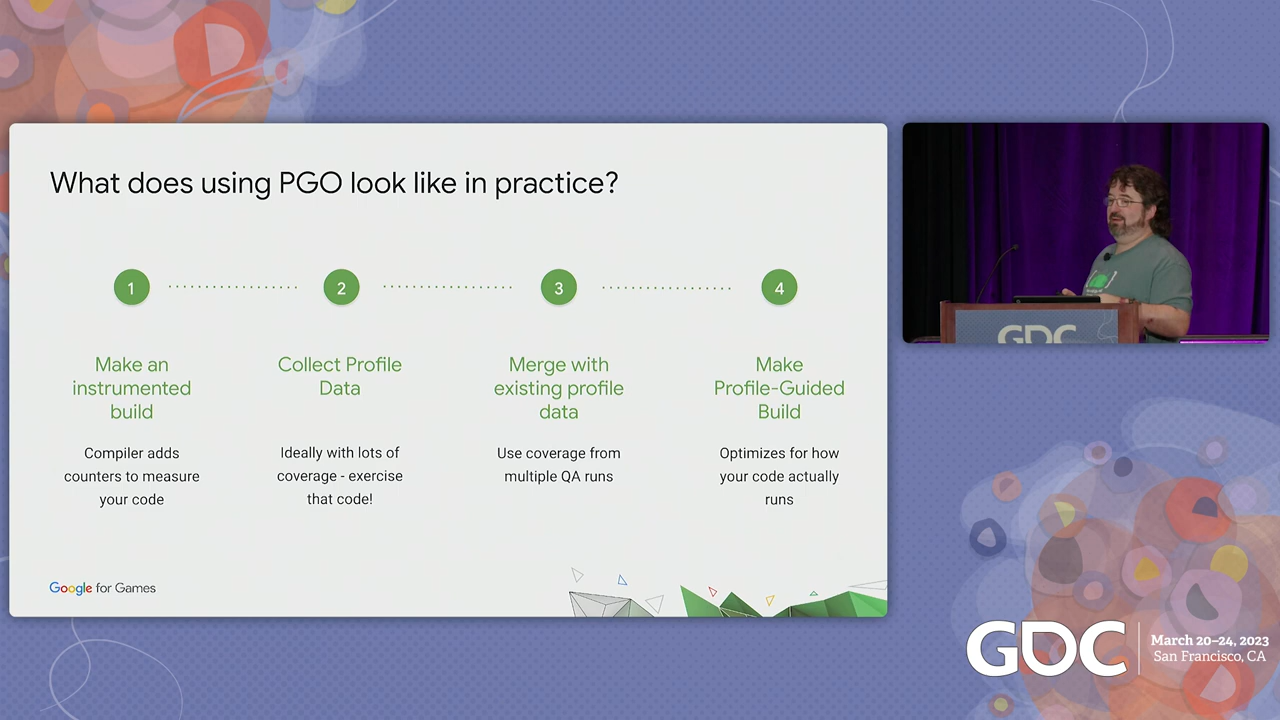 What does using PGO look like in practice?
1
2
3
4
Make an
instrumented
build
Compiler adds
counters to measure
your code
Collect Profile
Data
Ideally with lots of
coverage - exercise
that code!
Merge with
existing profile
data
Use coverage from
multiple QA runs
Make
Profile-Guided
Build
Optimizes for how
your code actually
runs
Google for Games
GDC
GDC
March 20-24, 2023
San Francisco, CA